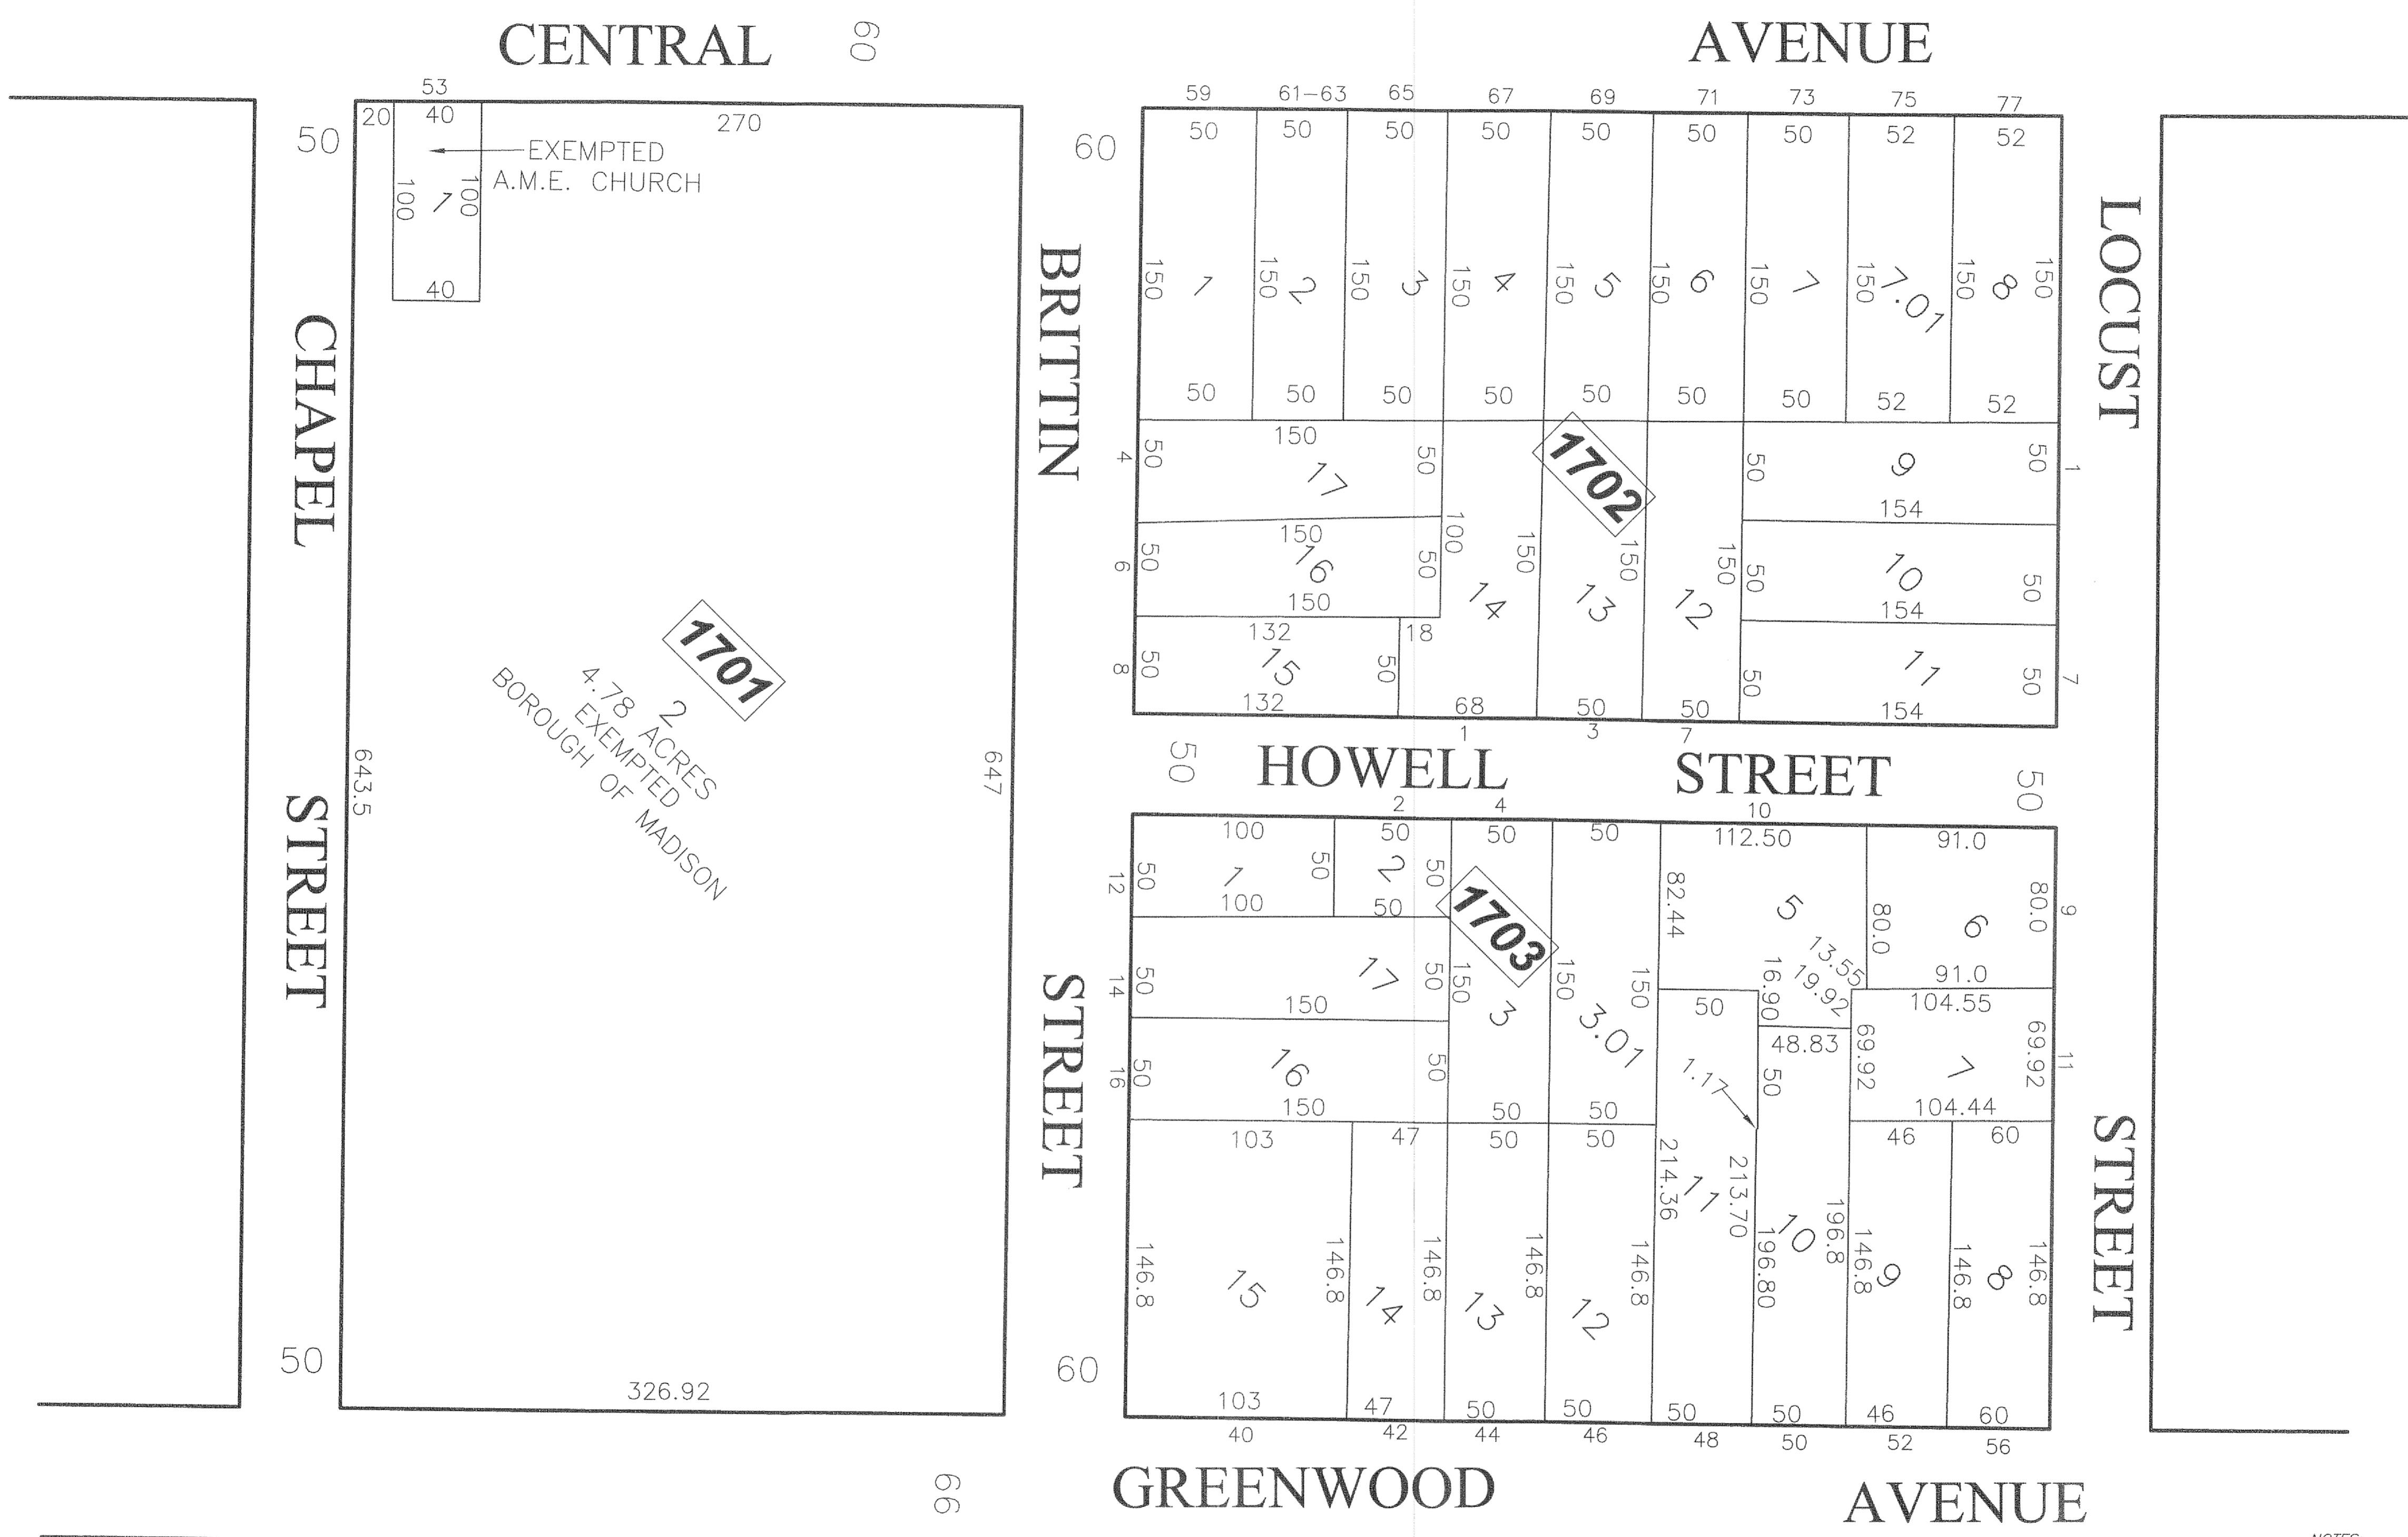 CENTRAL 60 AVENUE
53
20 40 270
50
EXEMPTED
A.M.E. CHURCH
100 1 100
40
CHAPEL
STREET
643.5
1701
2
4.78 ACRES
EXEMPTED
BOROUGH OF MADISON
647
50
326.92
60
BRITTIN
STREET
60
59 61-63 65 67 69 71 73 75 77
50 50 50 50 50 50 50 52 52
150 1 150 2 150 3 150 4 150 5 150 6 150 7 150 7.01 150 8 150
50 50 50 50 50 50 50 52 52
1702
4 50 150 17 50
150
6 50 16 50 100
150
132 18
8 50 15 50
132
14 150 13 150 12 150
68 50 50
1 3 7
50 9 50 1
154
50 10 50
154
50 11 50 7
154
LOCUST
STREET
50 HOWELL STREET 50
2 4 10
100 50 50 50 112.50 91.0
12 50 1 50 2 50
100 50
1703
14 50 17 50
150
16 50 16 50
150
150 3 150 3.01 150
50 50
82.44 5 80.0 6 80.0 9
13.55
19.92
16.90
91.0
50 104.55
48.83
1.17 50
69.92 7 69.92 11
104.44
103 47 50 50 46 60
214.36 11 213.70
146.8 15 146.8 14 146.8 13 146.8 12 146.8
196.80 10 196.8 146.8 9 146.8 8 146.8
103 47 50 50 50 50 46 60
40 42 44 46 48 50 52 56
66 GREENWOOD AVENUE
NOTES